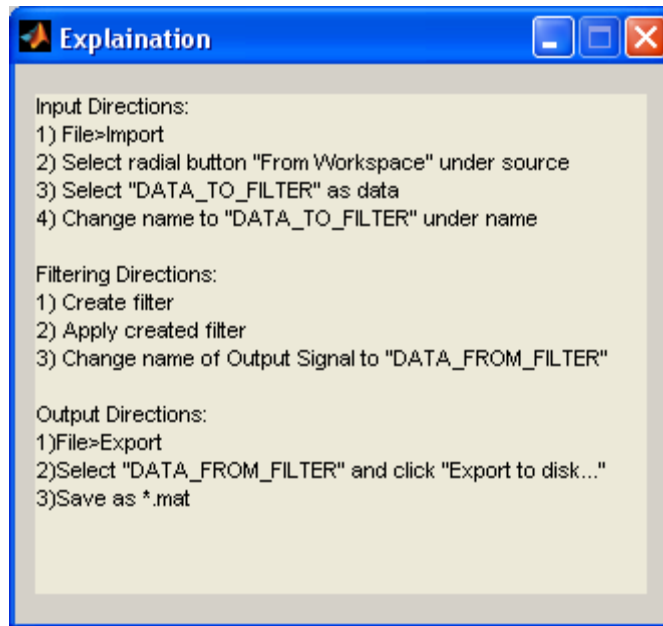 Explaination
Input Directions:
1) File>Import
2) Select radial button "From Workspace" under source
3) Select "DATA_TO_FILTER" as data
4) Change name to "DATA_TO_FILTER" under name
Filtering Directions:
1) Create filter
2) Apply created filter
3) Change name of Output Signal to "DATA_FROM_FILTER"
Output Directions:
1)File>Export
2)Select "DATA_FROM_FILTER" and click "Export to disk..."
3)Save as *.mat